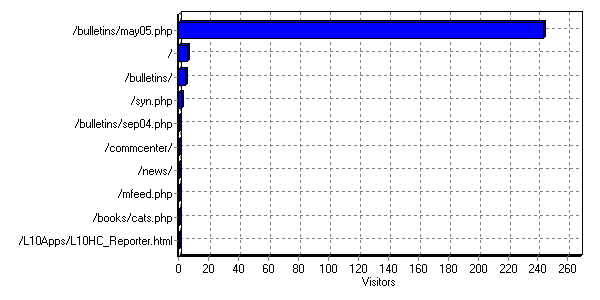 /bulletins/may05.php
/
/bulletins/
/syn.php
/bulletins/sep04.php
/commcenter/
/news/
/mfeed.php
/books/cats.php
/L10Apps/L10HC_Reporter.html
0 20 40 60 80 100 120 140 160 180 200 220 240 260
Visitors